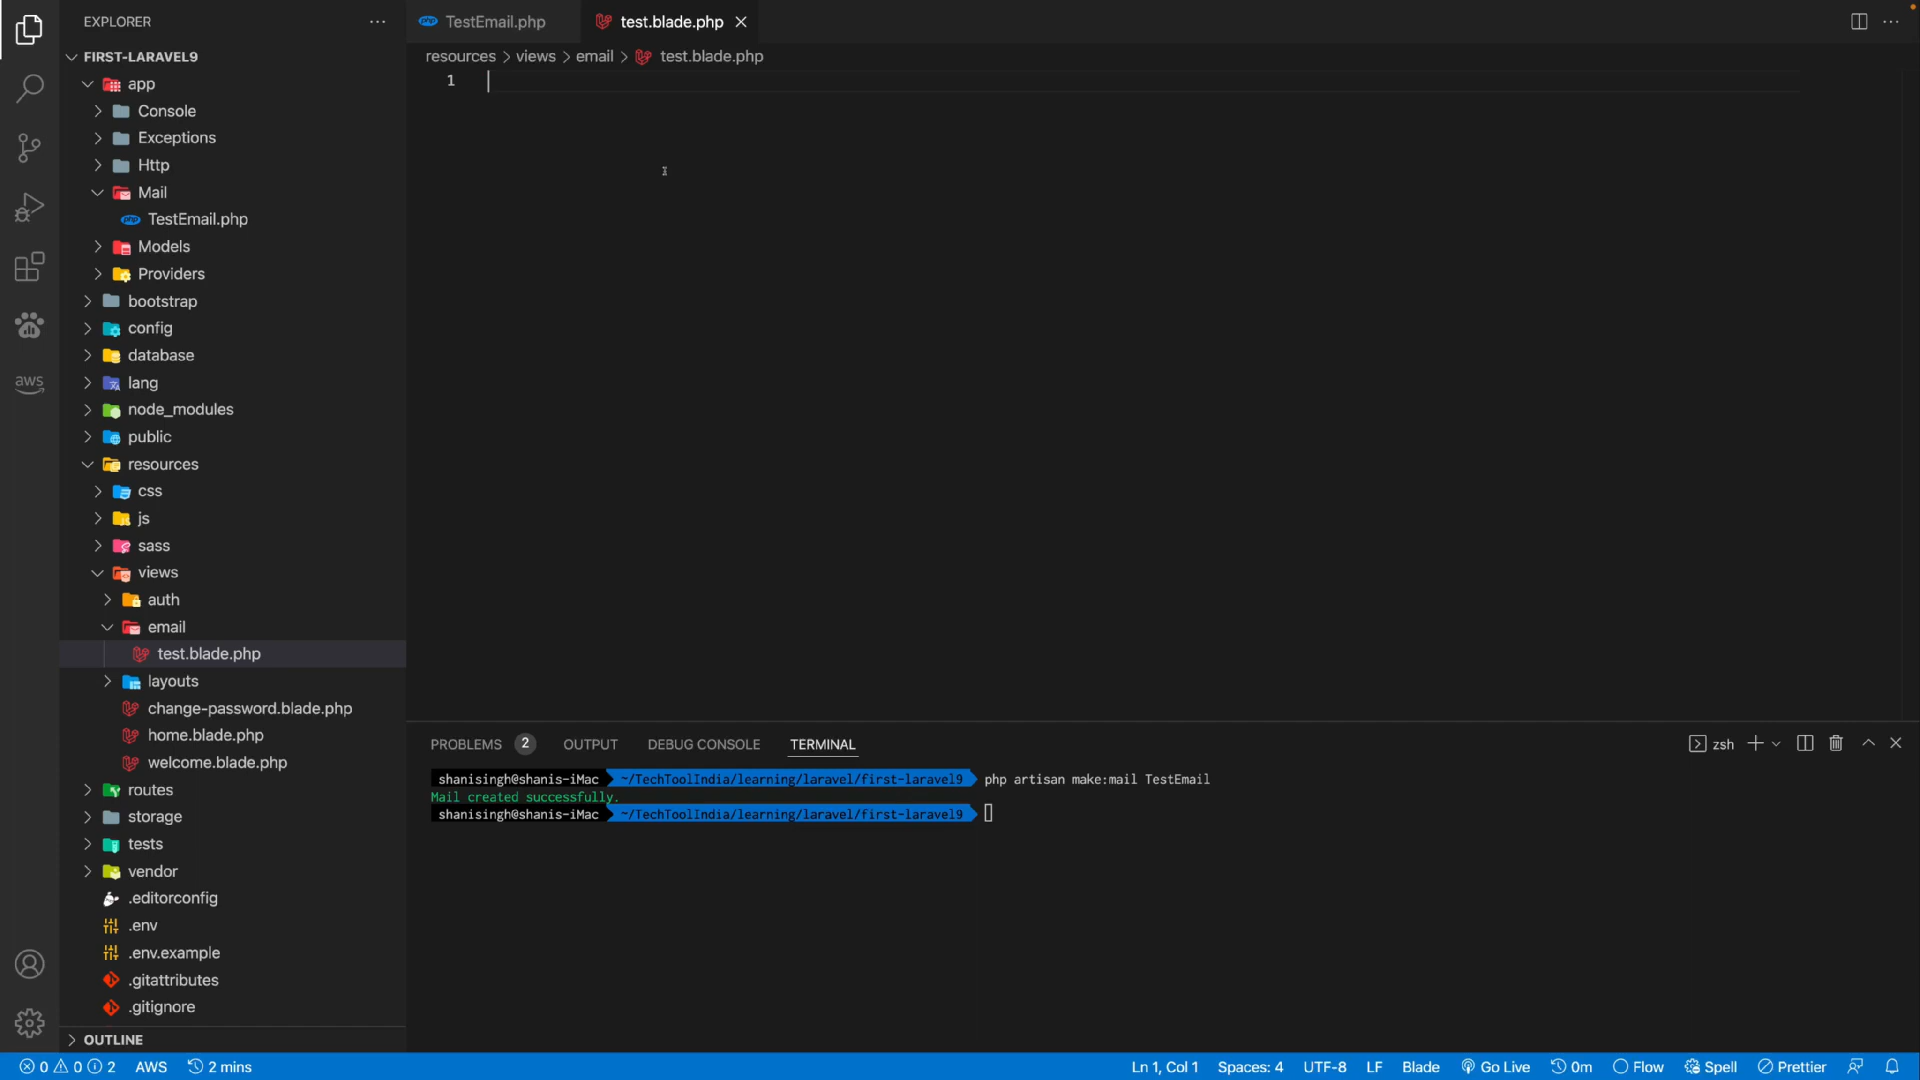 EXPLORER
FIRST-LARAVEL9
app
Console
Exceptions
Http
Mail
php TestEmail.php
Models
Providers
bootstrap
config
database
lang
node_modules
public
resources
css
js
sass
views
auth
email
test.blade.php
layouts
change-password.blade.php
home.blade.php
welcome.blade.php
routes
storage
tests
vendor
.editorconfig
.env
.env.example
.gitattributes
.gitignore
OUTLINE
aws
php TestEmail.php
test.blade.php
resources > views > email > test.blade.php
1
PROBLEMS 2 OUTPUT DEBUG CONSOLE TERMINAL
zsh
shanisingh@shanis-iMac ~/TechToolIndia/learning/laravel/first-laravel9 php artisan make:mail TestEmail
Mail created successfully.
shanisingh@shanis-iMac ~/TechToolIndia/learning/laravel/first-laravel9
0 0 2 AWS 2 mins Ln 1, Col 1 Spaces: 4 UTF-8 LF Blade Go Live 0m Flow Spell Prettier